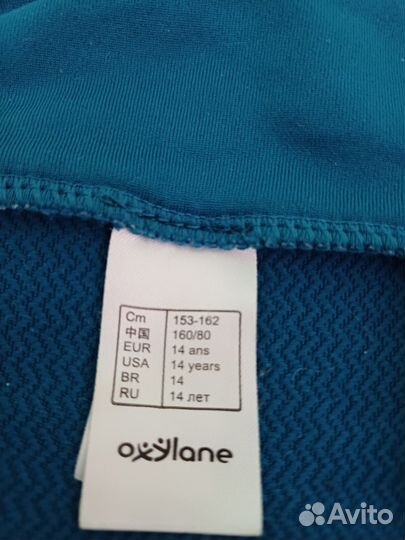 Cm 153-162
中国 160/80
EUR 14 ans
USA 14 years
BR 14
RU 14 лет
oxylane
Avito